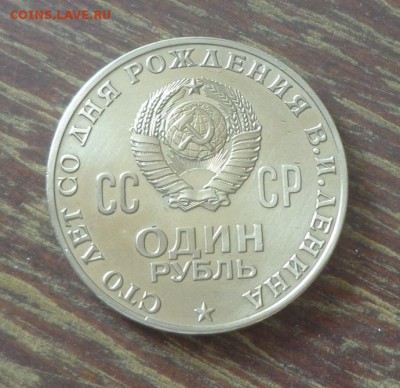 COINS.LAVE.RU
СТО ЛЕТ СО ДНЯ РОЖДЕНИЯ В.И.ЛЕНИНА
СС СР
ОДИН
РУБЛЬ